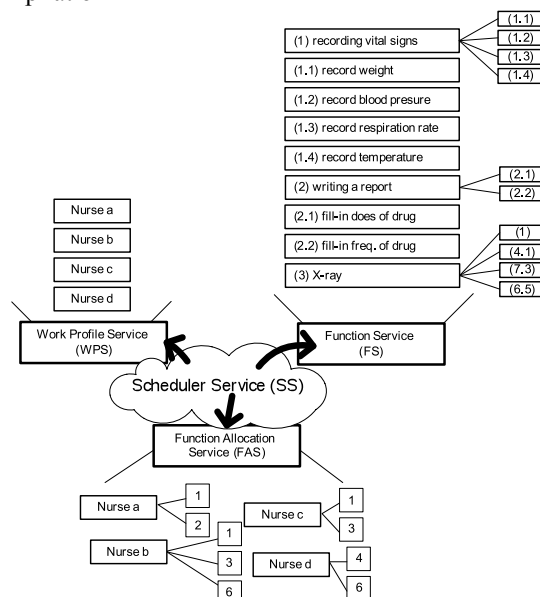 (1) recording vital signs
(1.1)
(1.2)
(1.3)
(1.4)
(1.1) record weight
(1.2) record blood presure
(1.3) record respiration rate
(1.4) record temperature
(2) writing a report
(2.1)
(2.2)
(2.1) fill-in does of drug
(2.2) fill-in freq. of drug
(3) X-ray
(1)
(4.1)
(7.3)
(6.5)
Nurse a
Nurse b
Nurse c
Nurse d
Work Profile Service
(WPS)
Function Service
(FS)
Scheduler Service (SS)
Function Allocation
Service (FAS)
Nurse a
1
2
Nurse b
1
3
6
Nurse c
1
3
Nurse d
4
6